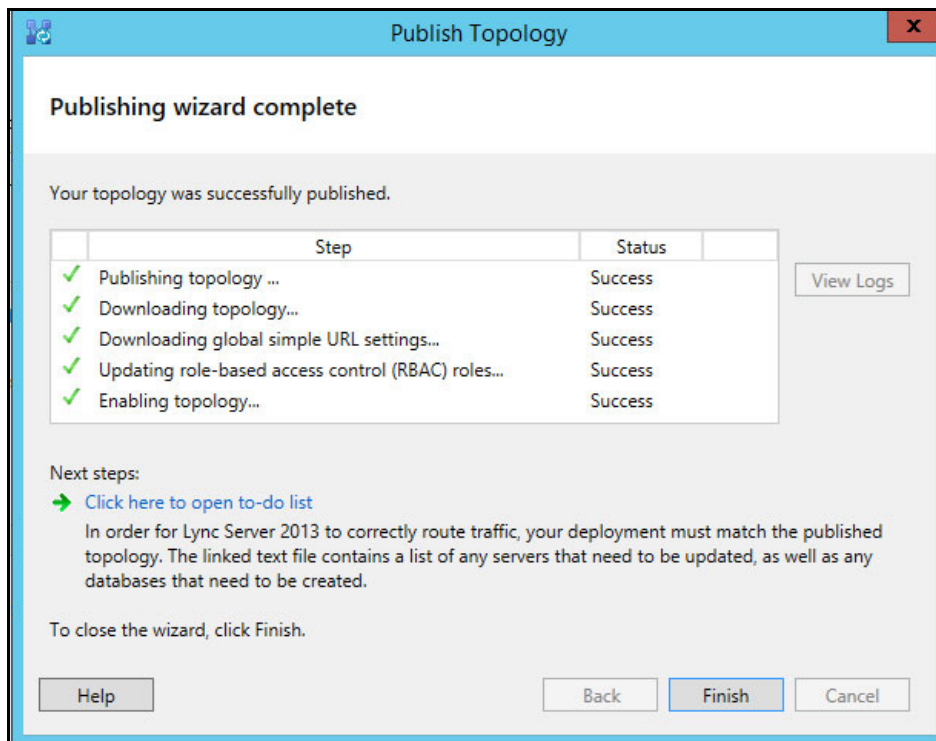 Publish Topology
x
Publishing wizard complete
Your topology was successfully published.
Step Status
Publishing topology ... Success
Downloading topology... Success
Downloading global simple URL settings... Success
Updating role-based access control (RBAC) roles... Success
Enabling topology... Success
View Logs
Next steps:
Click here to open to-do list
In order for Lync Server 2013 to correctly route traffic, your deployment must match the published
topology. The linked text file contains a list of any servers that need to be updated, as well as any
databases that need to be created.
To close the wizard, click Finish.
Help Back Finish Cancel